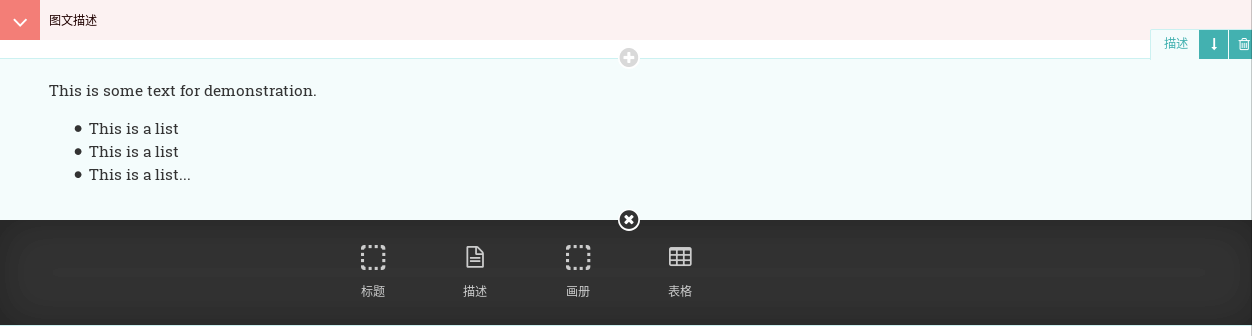 图文描述
描述
This is some text for demonstration.
This is a list
This is a list
This is a list...
标题 描述 画册 表格